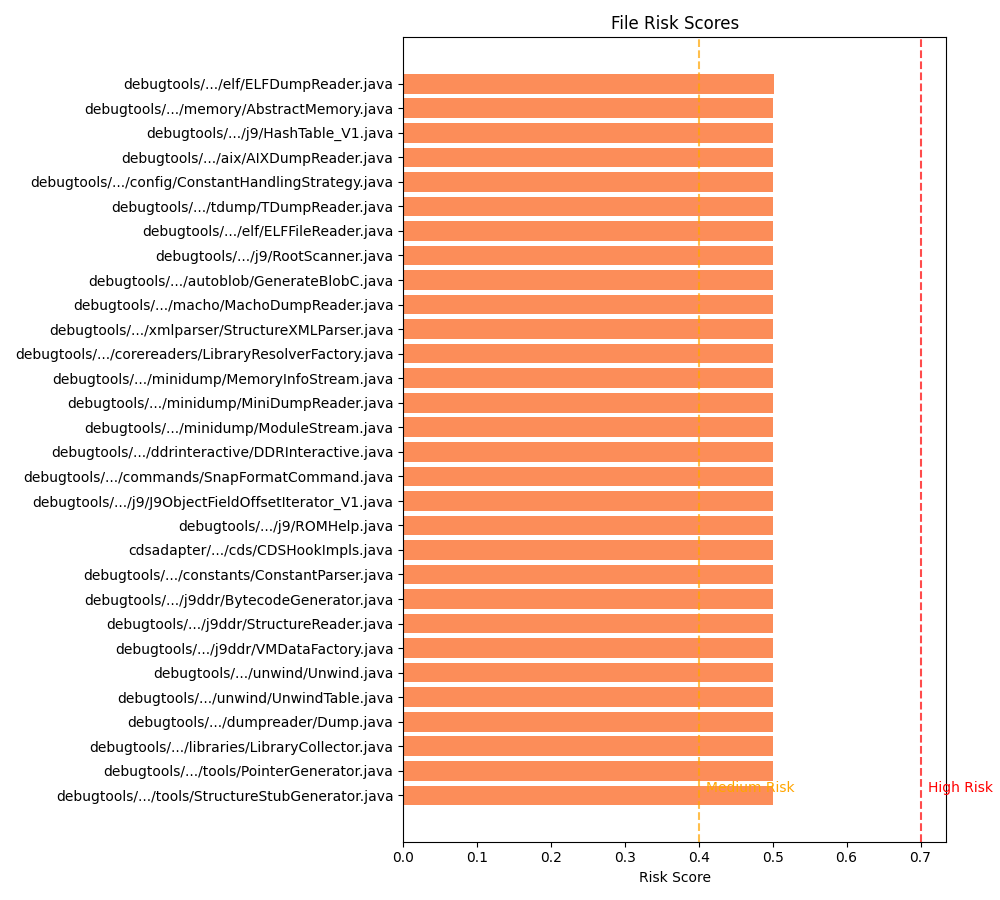 File Risk Scores
debugtools/.../elf/ELFDumpReader.java
debugtools/.../memory/AbstractMemory.java
debugtools/.../j9/HashTable_V1.java
debugtools/.../aix/AIXDumpReader.java
debugtools/.../config/ConstantHandlingStrategy.java
debugtools/.../tdump/TDumpReader.java
debugtools/.../elf/ELFFileReader.java
debugtools/.../j9/RootScanner.java
debugtools/.../autoblob/GenerateBlobC.java
debugtools/.../macho/MachoDumpReader.java
debugtools/.../xmlparser/StructureXMLParser.java
debugtools/.../corereaders/LibraryResolverFactory.java
debugtools/.../minidump/MemoryInfoStream.java
debugtools/.../minidump/MiniDumpReader.java
debugtools/.../minidump/ModuleStream.java
debugtools/.../ddrinteractive/DDRInteractive.java
debugtools/.../commands/SnapFormatCommand.java
debugtools/.../j9/J9ObjectFieldOffsetIterator_V1.java
debugtools/.../j9/ROMHelp.java
cdsadapter/.../cds/CDSHookImpls.java
debugtools/.../constants/ConstantParser.java
debugtools/.../j9ddr/BytecodeGenerator.java
debugtools/.../j9ddr/StructureReader.java
debugtools/.../j9ddr/VMDataFactory.java
debugtools/.../unwind/Unwind.java
debugtools/.../unwind/UnwindTable.java
debugtools/.../dumpreader/Dump.java
debugtools/.../libraries/LibraryCollector.java
debugtools/.../tools/PointerGenerator.java
debugtools/.../tools/StructureStubGenerator.java
Medium Risk
High Risk
0.0 0.1 0.2 0.3 0.4 0.5 0.6 0.7
Risk Score